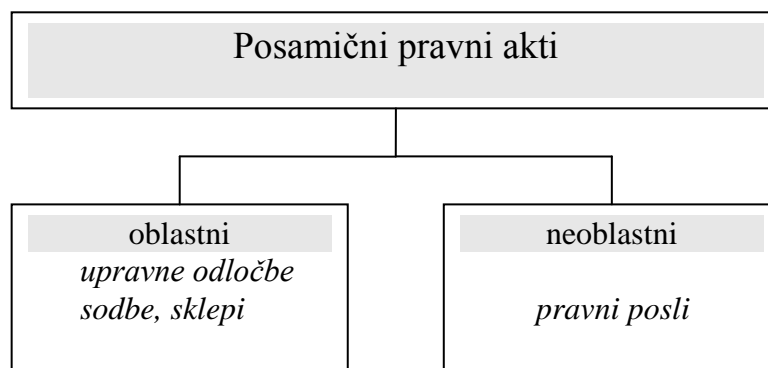 Posamični pravni akti
oblastni
upravne odločbe
sodbe, sklepi
neoblastni
pravni posli